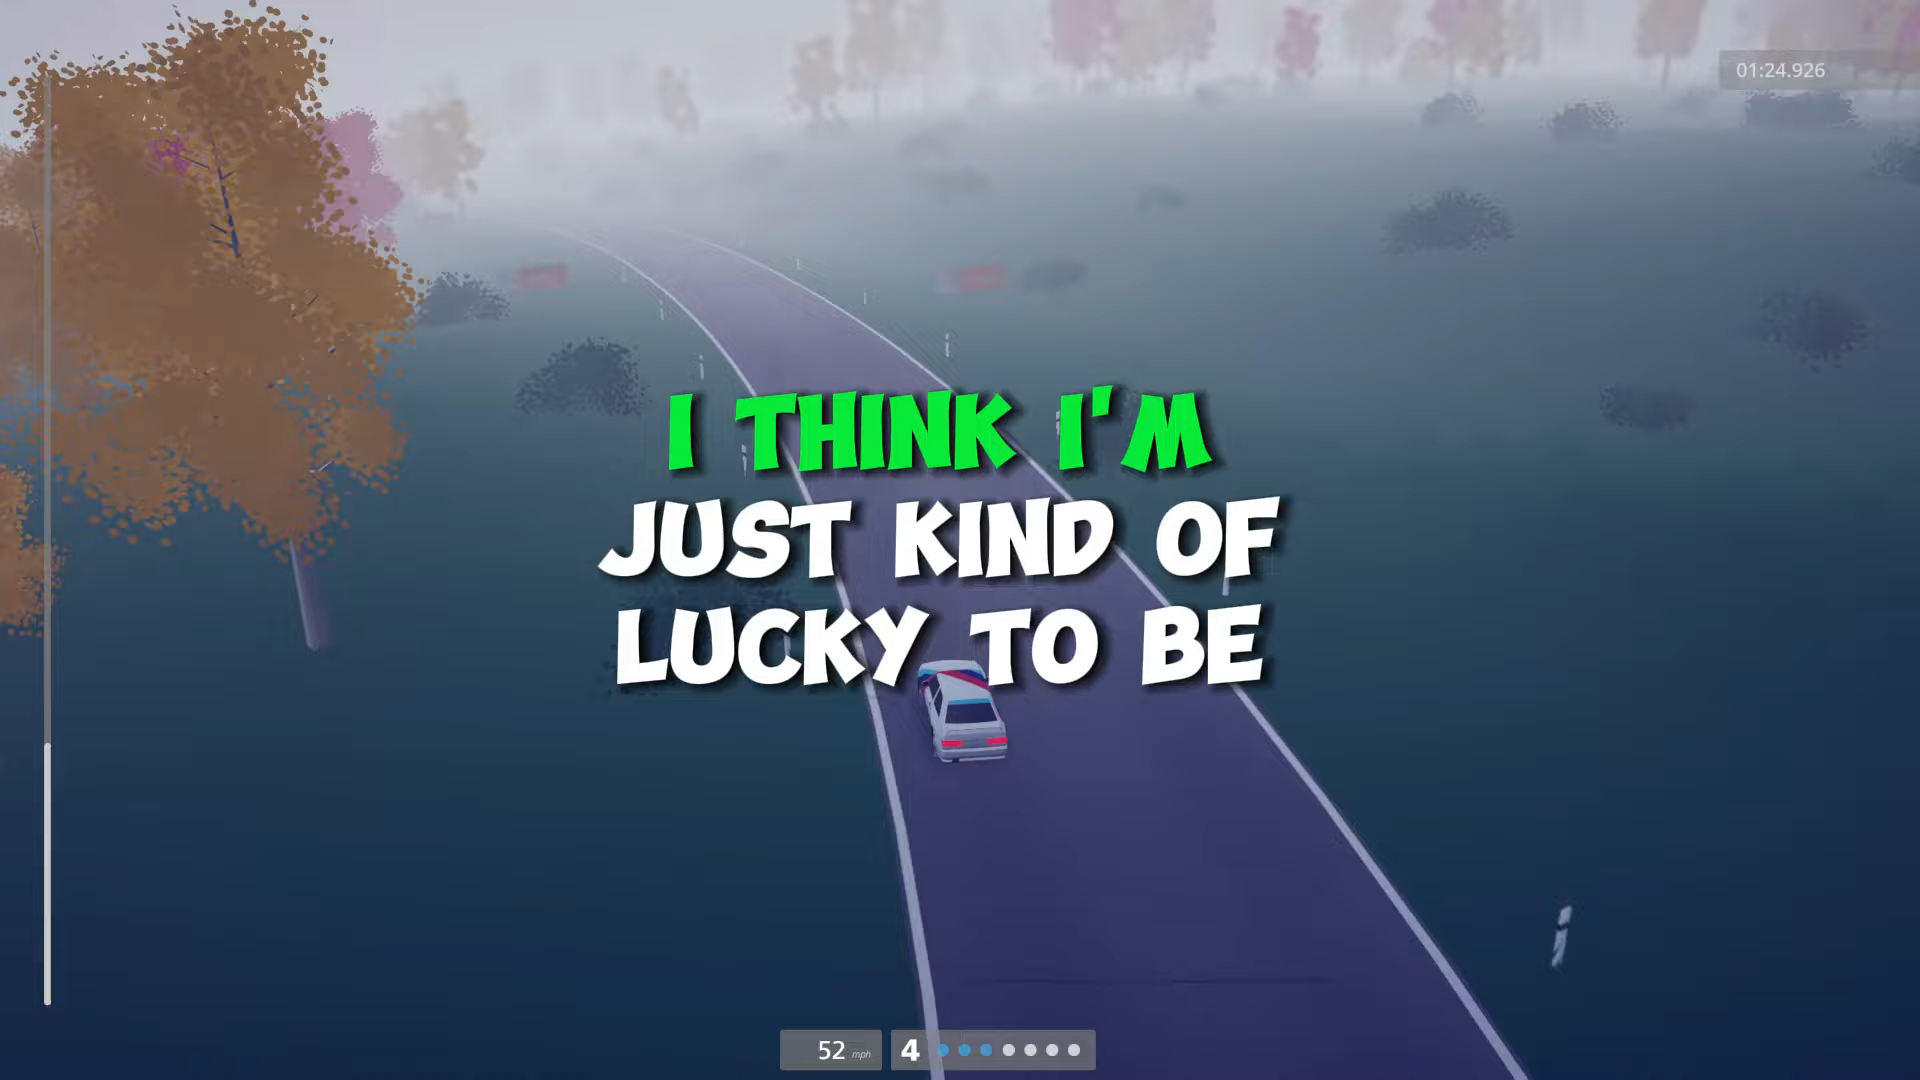 01:24.926
I THINK I'M
JUST KIND OF
LUCKY TO BE
52 mph 4